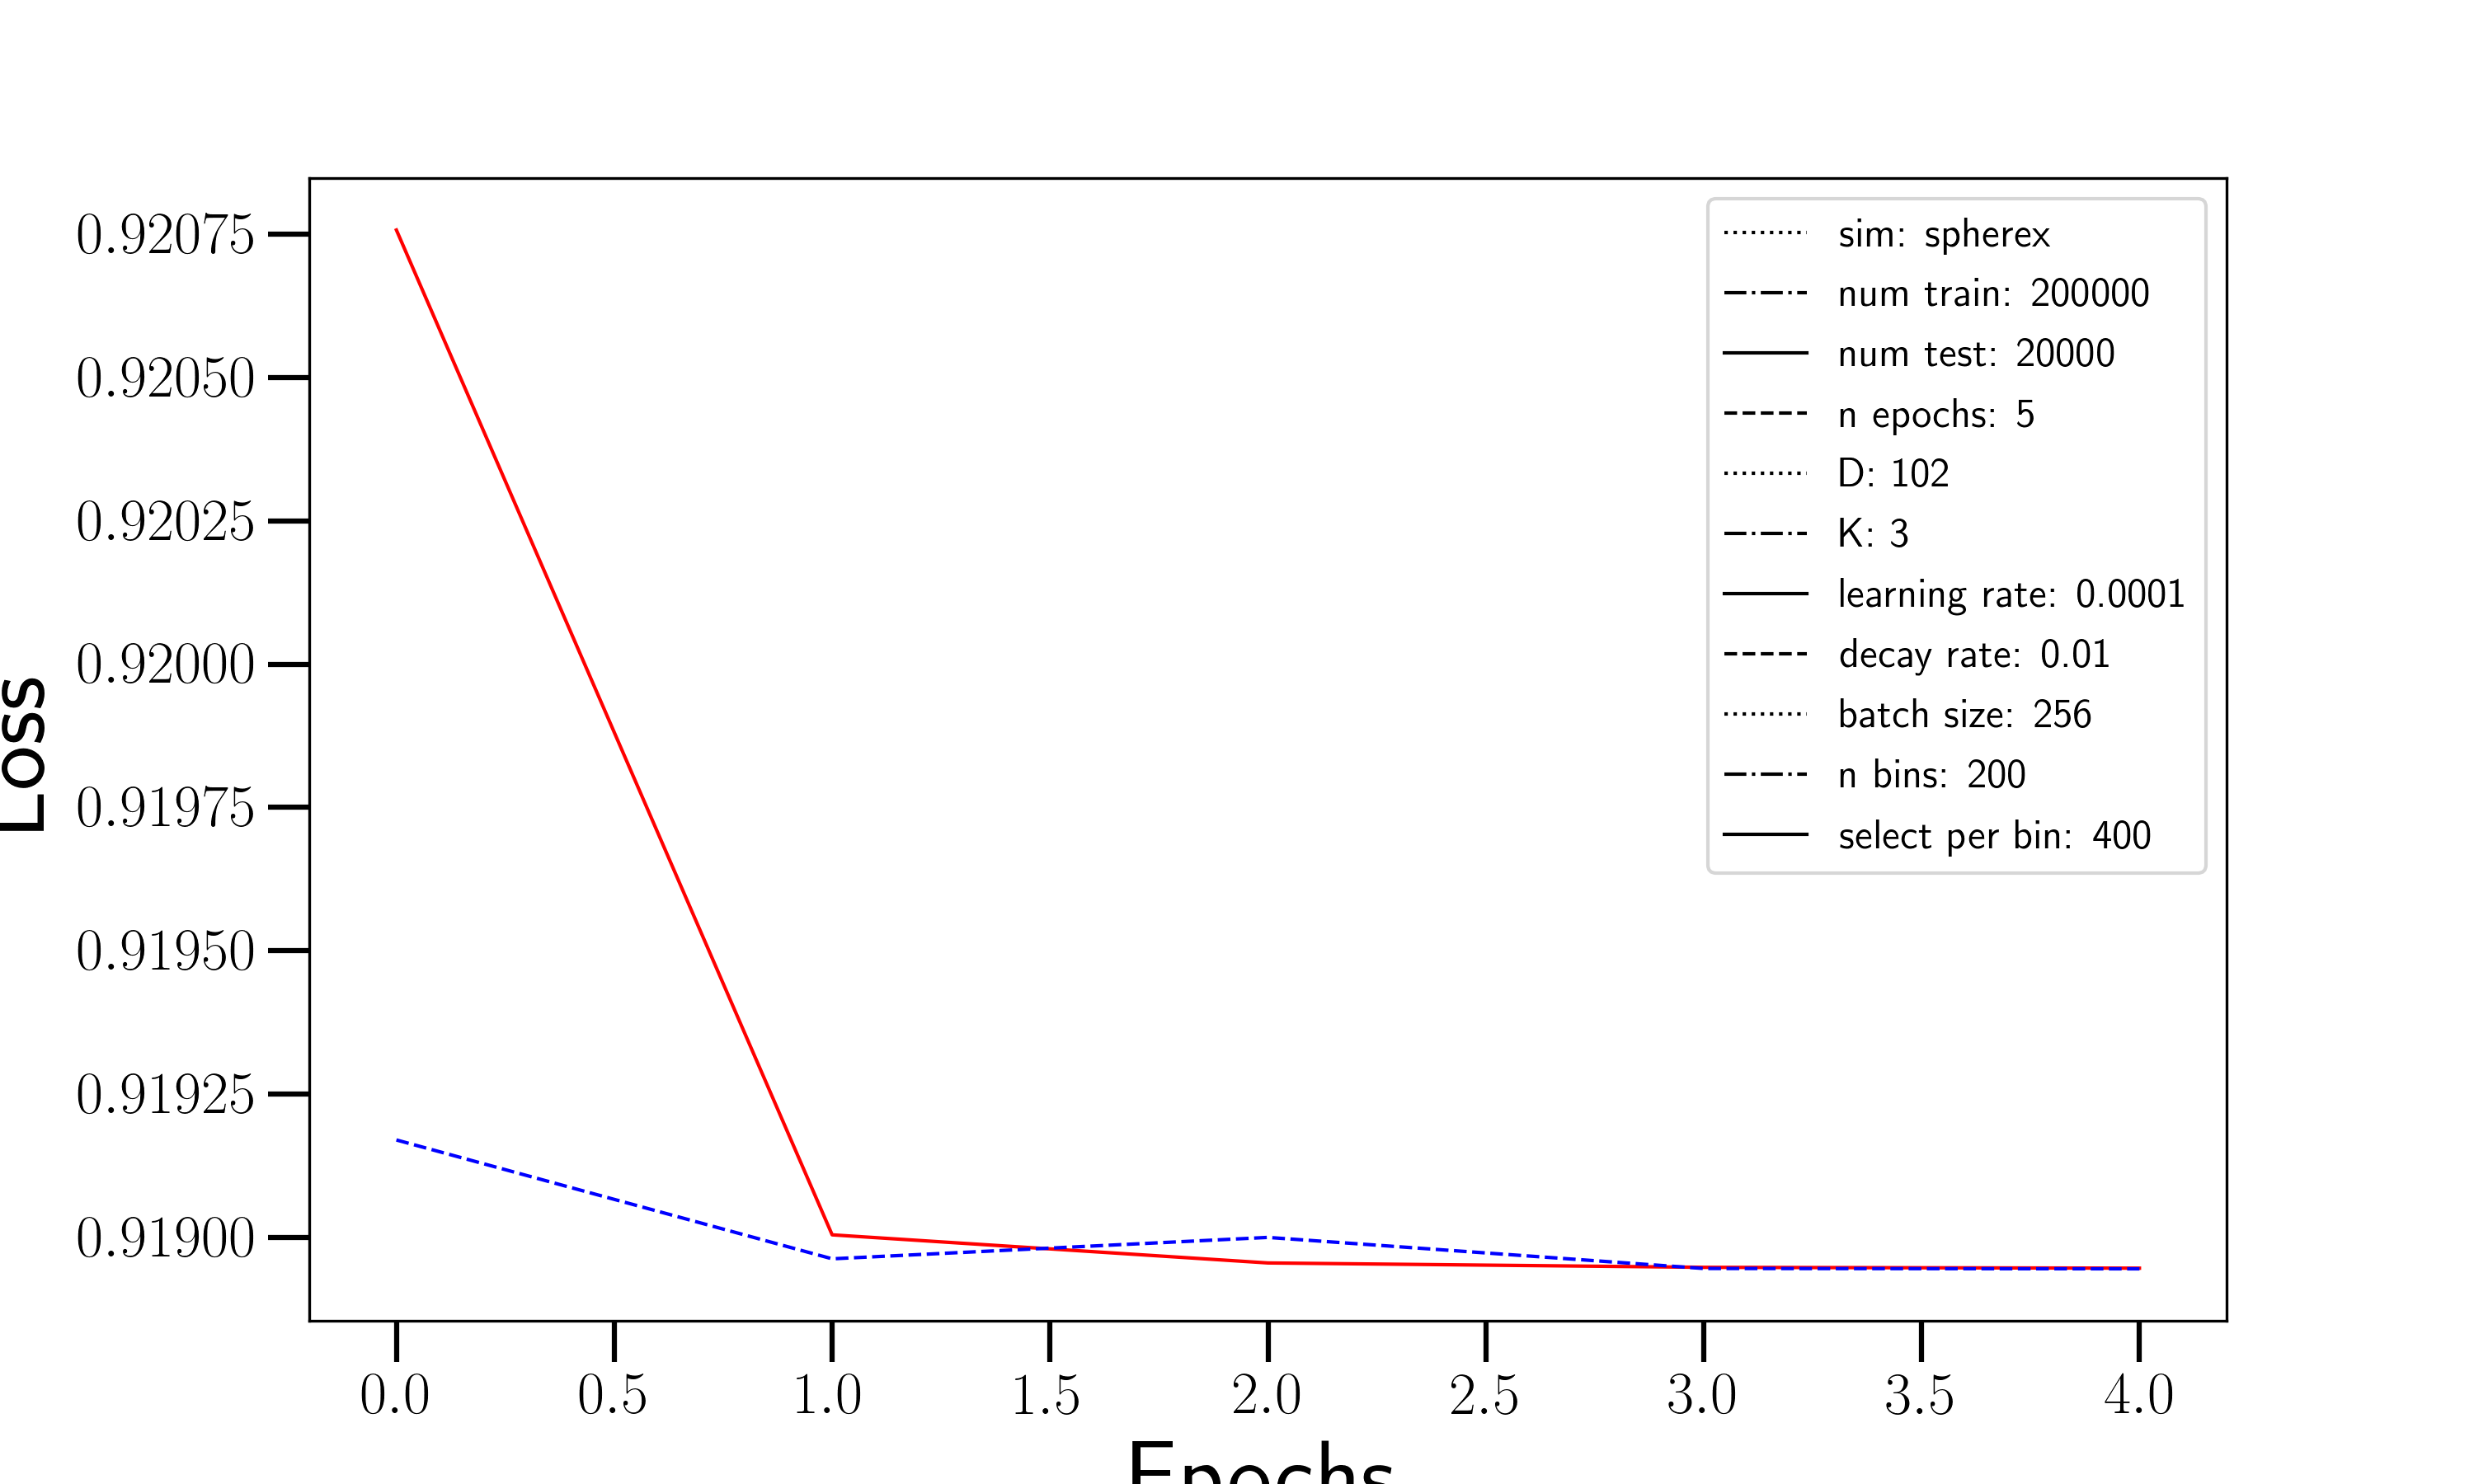 0.92075
0.92050
0.92025
0.92000
0.91975
0.91950
0.91925
0.91900
Loss
sim: spherex
num train: 200000
num test: 20000
n epochs: 5
D: 102
K: 3
learning rate: 0.0001
decay rate: 0.01
batch size: 256
n bins: 200
select per bin: 400
0.0 0.5 1.0 1.5 2.0 2.5 3.0 3.5 4.0
Epochs